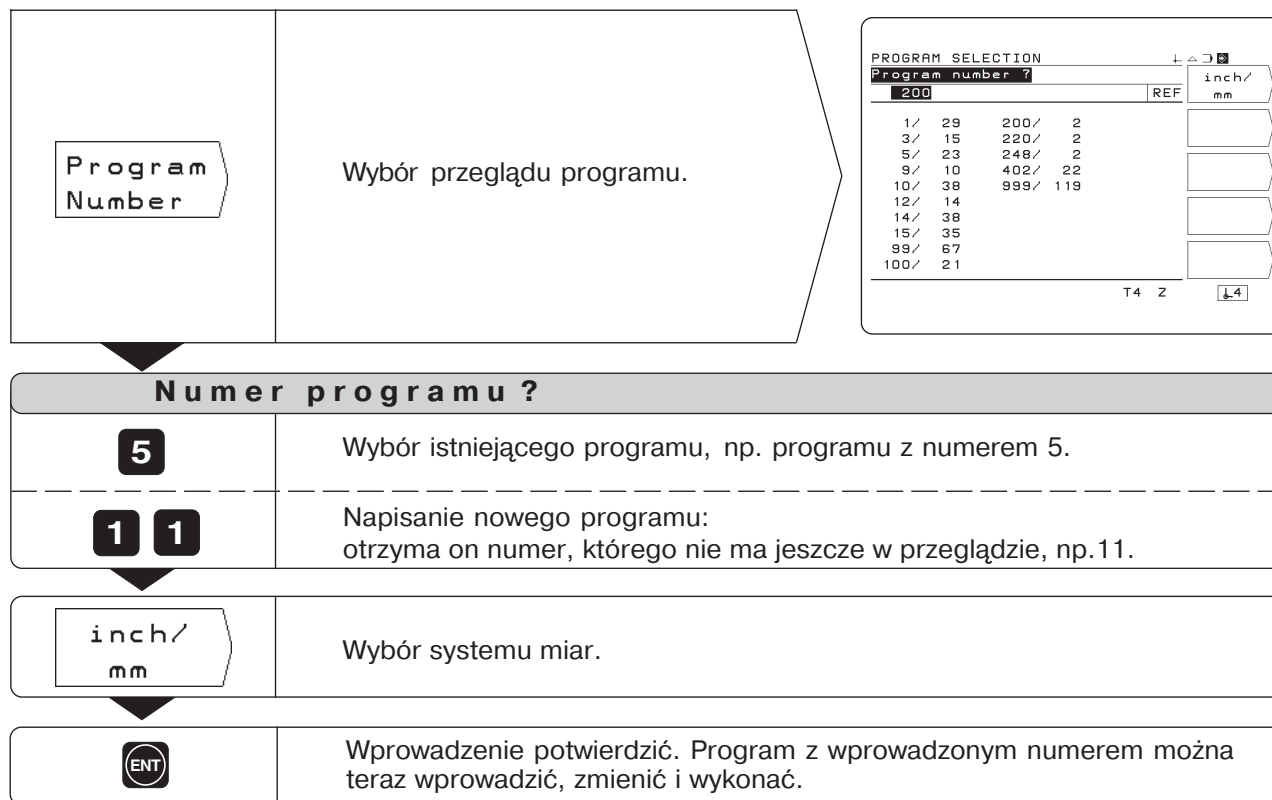 Program
Number
Wybór przeglądu programu.
PROGRAM SELECTION
Program number ?
200
REF
inch/
mm
1/ 29 200/ 2
3/ 15 220/ 2
5/ 23 248/ 2
9/ 10 402/ 22
10/ 38 999/ 119
12/ 14
14/ 38
15/ 35
99/ 67
100/ 21
T4 Z 4
Numer programu ?
5
Wybór istniejącego programu, np. programu z numerem 5.
1 1
Napisanie nowego programu:
otrzyma on numer, którego nie ma jeszcze w przeglądzie, np.11.
inch/
mm
Wybór systemu miar.
ENT
Wprowadzenie potwierdzić. Program z wprowadzonym numerem można
teraz wprowadzić, zmienić i wykonać.